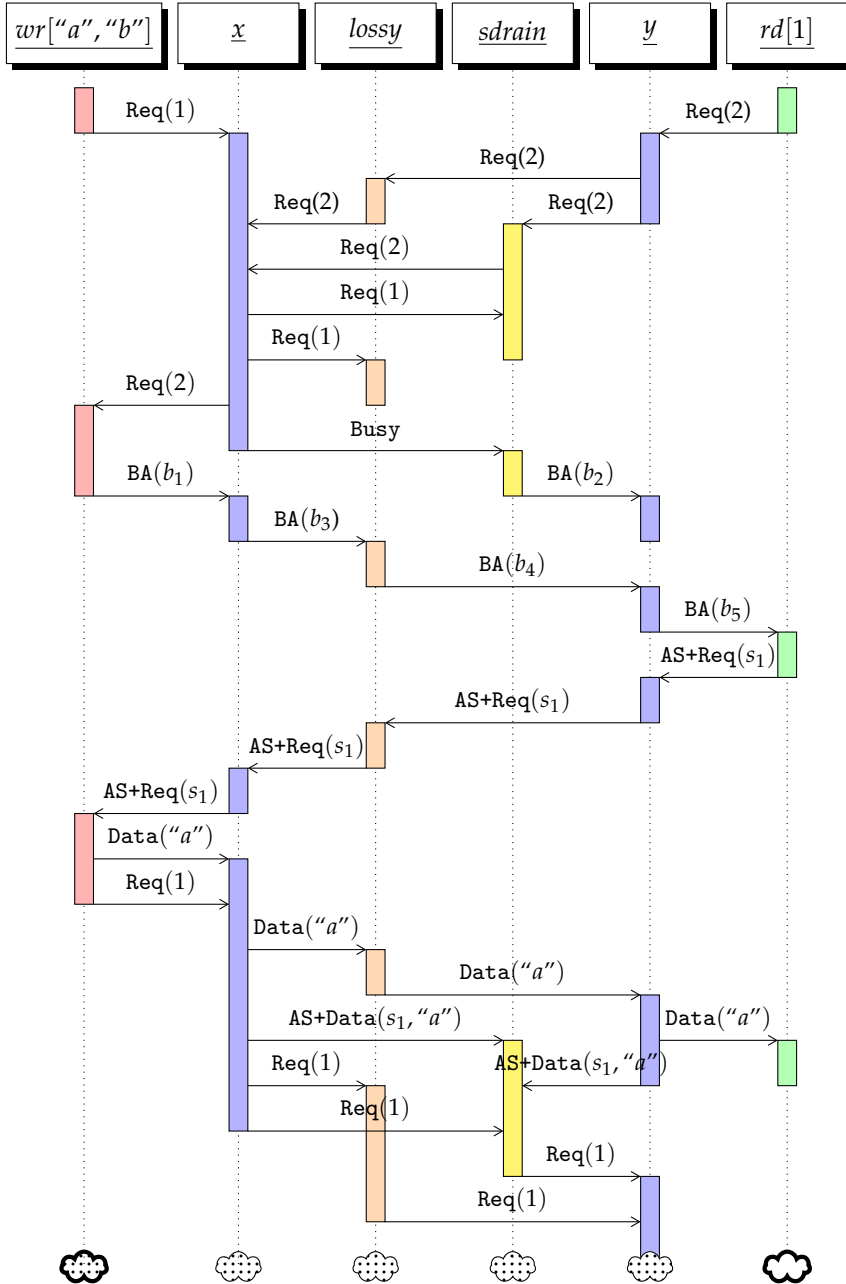 wr[“a”, “b”] x lossy sdrain y rd[1]
Req(1) Req(2)
Req(2)
Req(2) Req(2)
Req(2)
Req(1)
Req(1)
Req(2)
Busy
BA(b₁) BA(b₂)
BA(b₃)
BA(b₄)
BA(b₅)
AS+Req(s₁)
AS+Req(s₁)
AS+Req(s₁)
AS+Req(s₁)
Data(“a”)
Req(1)
Data(“a”)
Data(“a”)
AS+Data(s₁, “a”) Data(“a”)
Req(1) AS+Data(s₁, “a”)
Req(1)
Req(1)
Req(1)